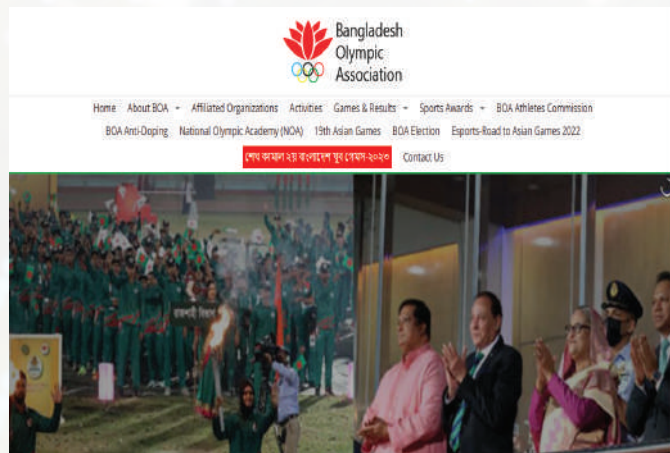 Bangladesh
Olympic
Association
Home About BOA Affiliated Organizations Activities Games & Results Sports Awards BOA Athletes Commission
BOA Anti-Doping National Olympic Academy (NOA) 19th Asian Games BOA Election Esports-Road to Asian Games 2022
শেখ কামাল ২য় বাংলাদেশ যুব গেমস-২০২৩ Contact Us
রাজশাহী বিভাগ